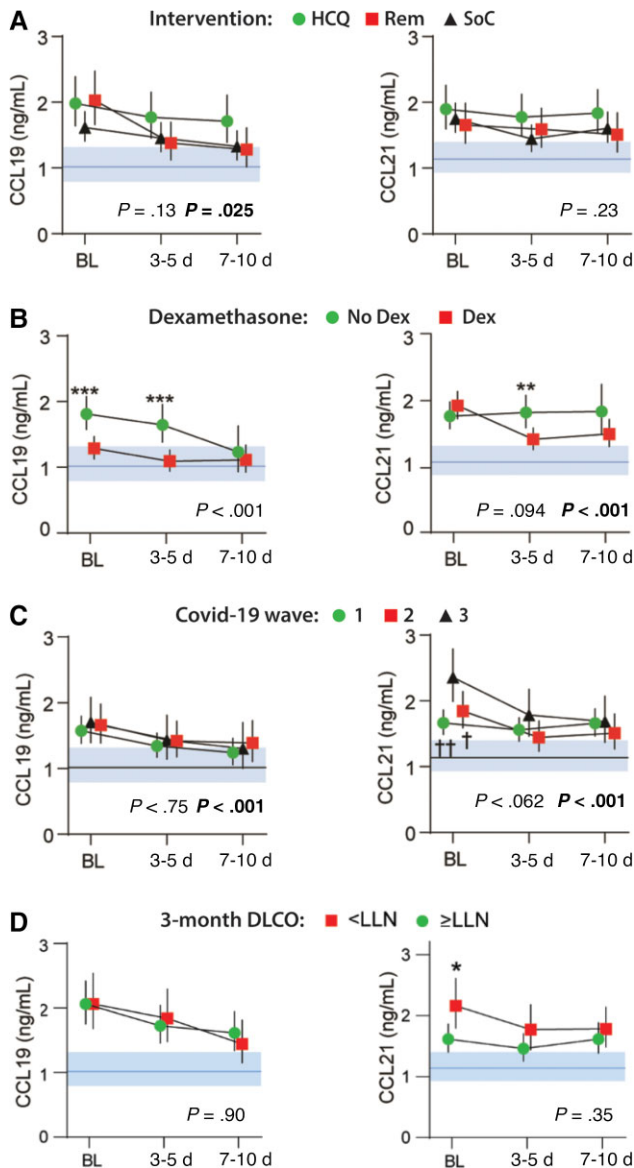 A
Intervention: HCQ Rem SoC
3
2
1
0
CCL19 (ng/mL)
P = .13 P = .025
BL 3-5 d 7-10 d
3
2
1
0
CCL21 (ng/mL)
P = .23
BL 3-5 d 7-10 d
B
Dexamethasone: No Dex Dex
3
2
1
0
CCL19 (ng/mL)
*** ***
P < .001
BL 3-5 d 7-10 d
3
2
1
0
CCL21 (ng/mL)
**
P = .094 P < .001
BL 3-5 d 7-10 d
C
Covid-19 wave: 1 2 3
3
2
1
0
CCL19 (ng/mL)
P < .75 P < .001
BL 3-5 d 7-10 d
3
2
1
0
CCL21 (ng/mL)
†† †
P < .062 P < .001
BL 3-5 d 7-10 d
D
3-month DLCO: <LLN ≥LLN
3
2
1
0
CCL19 (ng/mL)
P = .90
BL 3-5 d 7-10 d
3
2
1
0
CCL21 (ng/mL)
*
P = .35
BL 3-5 d 7-10 d